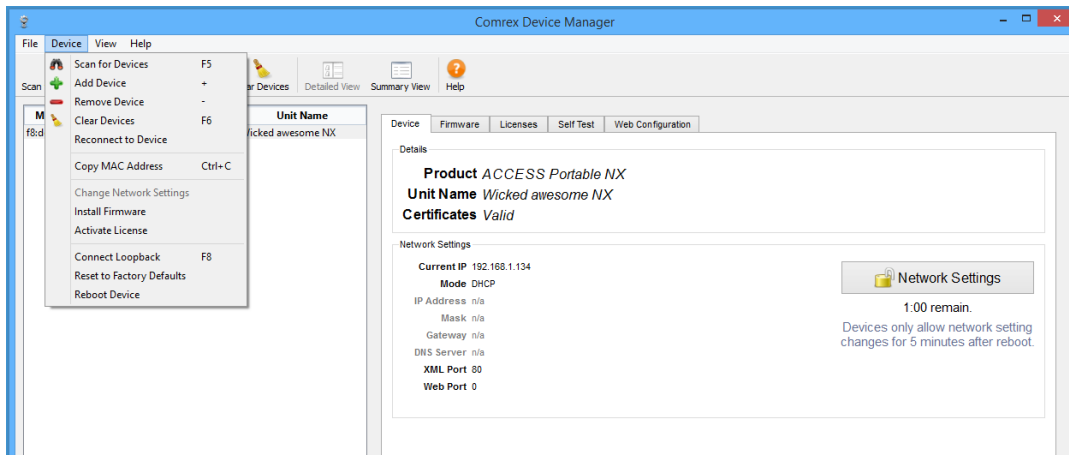 Comrex Device Manager
File Device View Help
Scan for Devices F5
Add Device +
Remove Device -
Clear Devices F6
Reconnect to Device
Copy MAC Address Ctrl+C
Change Network Settings
Install Firmware
Activate License
Connect Loopback F8
Reset to Factory Defaults
Reboot Device
Scan
Devices Detailed View Summary View Help
Unit Name
Wicked awesome NX
Device Firmware Licenses Self Test Web Configuration
Details
Product ACCESS Portable NX
Unit Name Wicked awesome NX
Certificates Valid
Network Settings
Current IP 192.168.1.134
Mode DHCP
IP Address n/a
Mask n/a
Gateway n/a
DNS Server n/a
XML Port 80
Web Port 0
Network Settings
1:00 remain.
Devices only allow network setting
changes for 5 minutes after reboot.